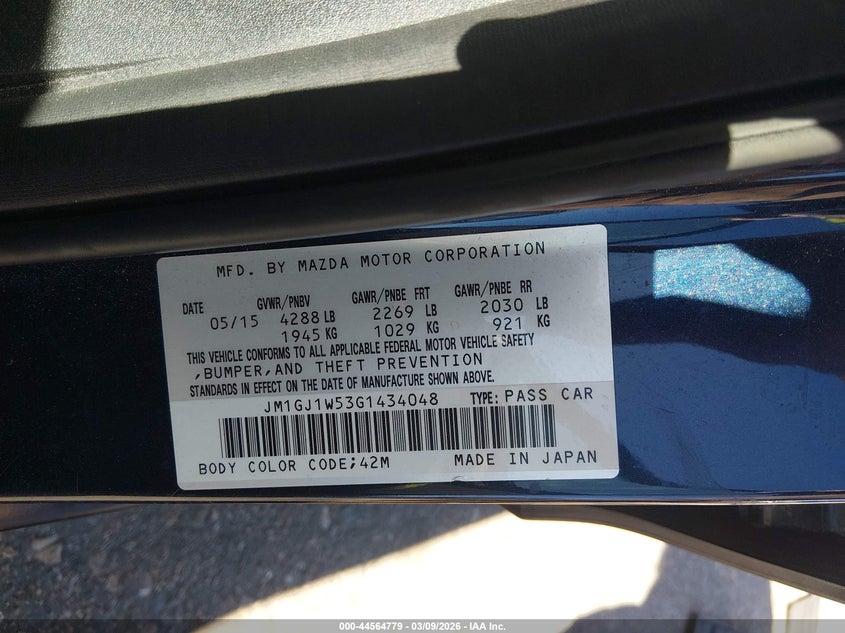 MFD. BY MAZDA MOTOR CORPORATION
DATE GVWR/PNBV GAWR/PNBE FRT GAWR/PNBE RR
05/15 4288 LB 2269 LB 2030 LB
1945 KG 1029 KG 921 KG
THIS VEHICLE CONFORMS TO ALL APPLICABLE FEDERAL MOTOR VEHICLE SAFETY
,BUMPER,AND THEFT PREVENTION
STANDARDS IN EFFECT ON THE DATE OF MANUFACTURE SHOWN ABOVE.
JM1GJ1W53G1434048 TYPE: PASS CAR
BODY COLOR CODE;42M MADE IN JAPAN
000-44564779 - 03/09/2026 - IAA Inc.